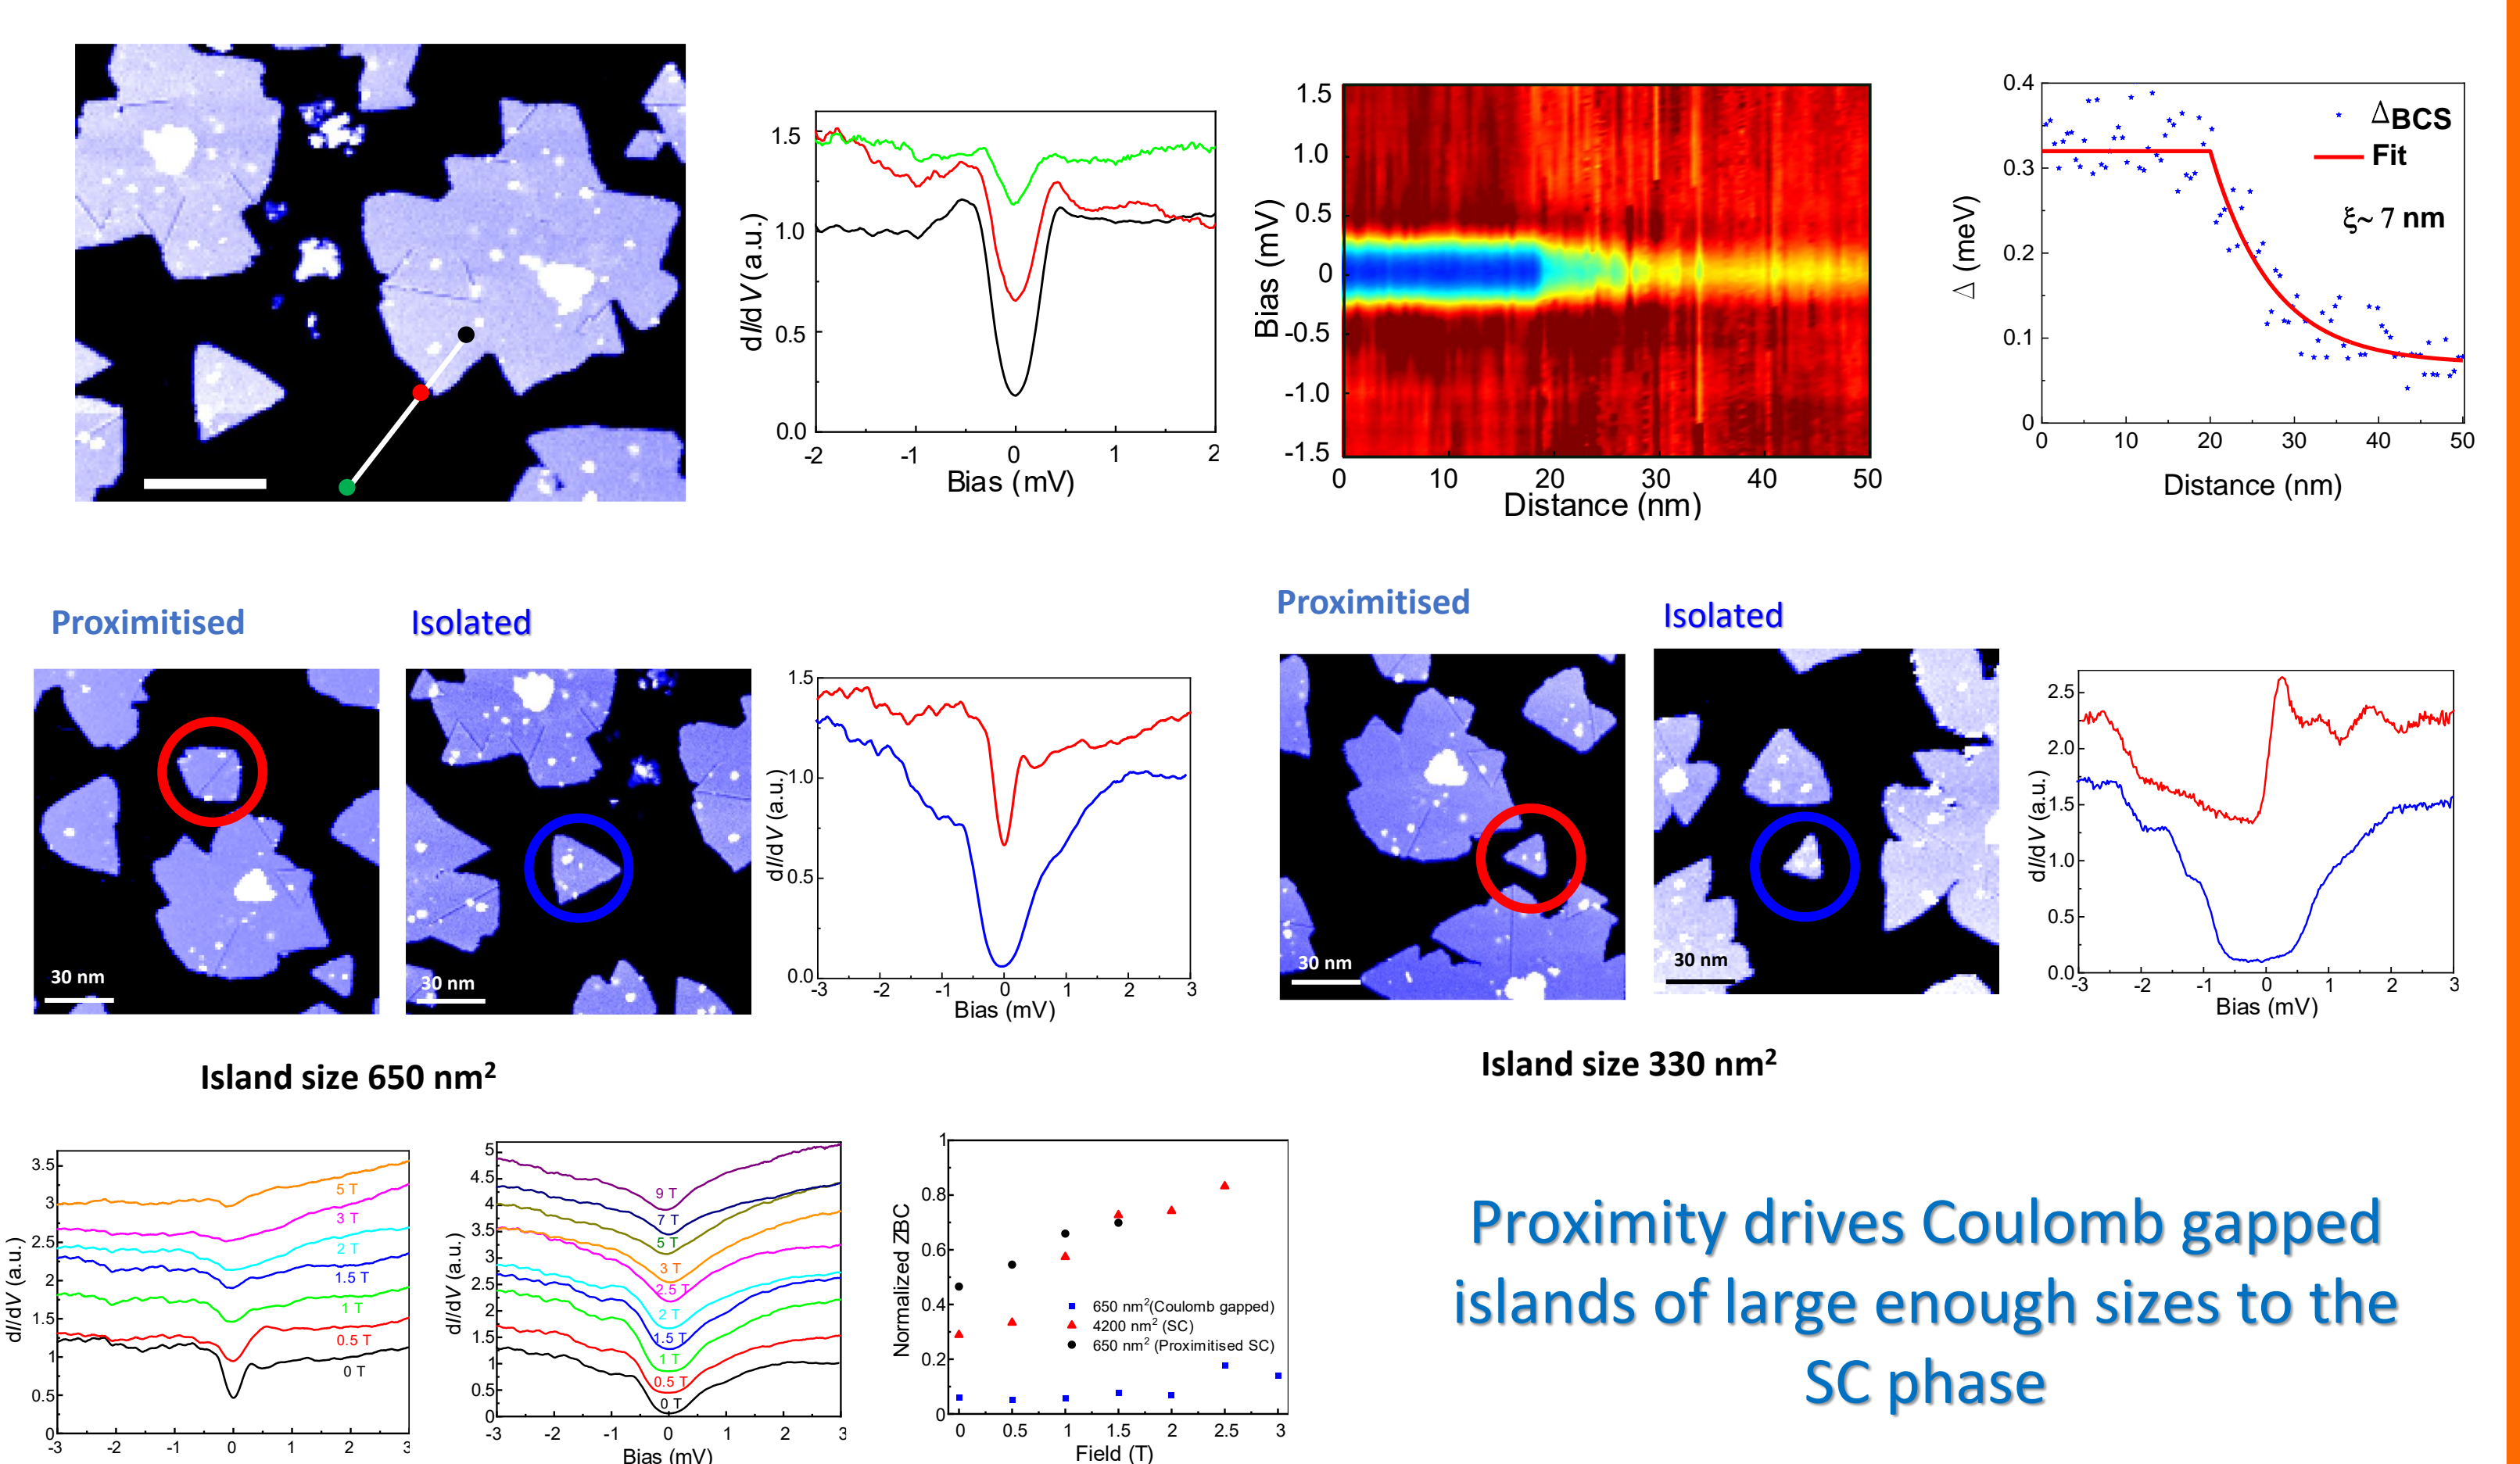 1.5
1.0
0.5
0.0
dI/dV (a.u.)
-2
-1
0
1
2
Bias (mV)
1.5
1.0
0.5
0
-0.5
-1.0
-1.5
Bias (mV)
0
10
20
30
40
50
Distance (nm)
0.4
0.3
0.2
0.1
0
Δ (meV)
ΔBCS
Fit
ξ~ 7 nm
0
10
20
30
40
50
Distance (nm)
Proximitised
Isolated
30 nm
30 nm
1.5
1.0
0.5
0.0
dI/dV (a.u.)
-3
-2
-1
0
1
2
3
Bias (mV)
Island size 650 nm²
Proximitised
Isolated
30 nm
30 nm
2.5
2.0
1.5
1.0
0.5
0.0
dI/dV (a.u.)
-3
-2
-1
0
1
2
3
Bias (mV)
Island size 330 nm²
3.5
3
2.5
2
1.5
1
0.5
0
dI/dV (a.u.)
5 T
3 T
2 T
1.5 T
1 T
0.5 T
0 T
-3
-2
-1
0
1
2
3
5
4.5
4
3.5
3
2.5
2
1.5
1
0.5
0
dI/dV (a.u.)
9 T
7 T
5 T
3 T
2.5 T
2 T
1.5 T
1 T
0.5 T
0 T
-3
-2
-1
0
1
2
3
Bias (mV)
1
0.8
0.6
0.4
0.2
0
Normalized ZBC
650 nm²(Coulomb gapped)
4200 nm² (SC)
650 nm² (Proximitised SC)
0
0.5
1
1.5
2
2.5
3
Field (T)
Proximity drives Coulomb gapped
islands of large enough sizes to the
SC phase